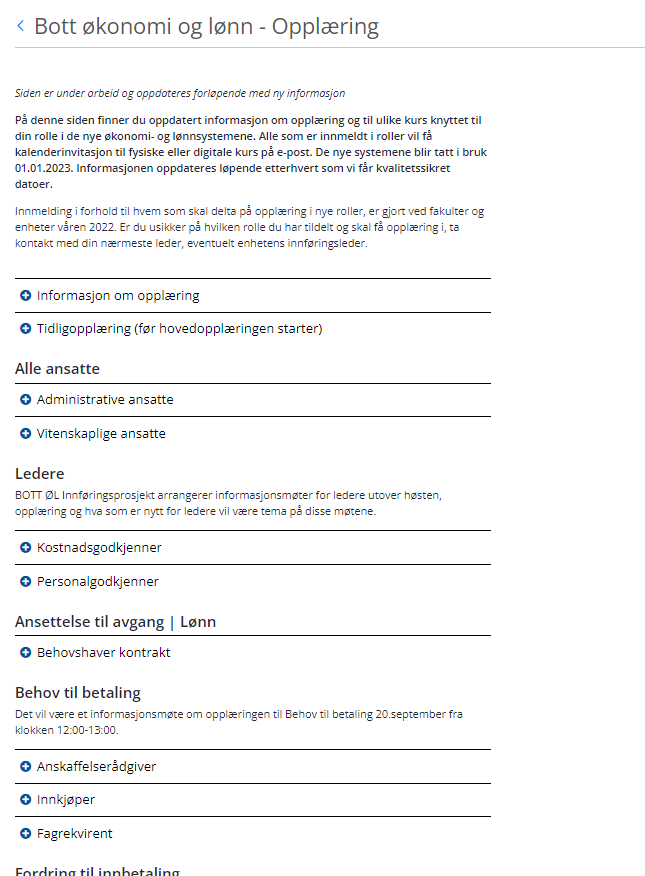 Bott økonomi og lønn - Opplæring
Siden er under arbeid og oppdateres forløpende med ny informasjon
På denne siden finner du oppdatert informasjon om opplæring og til ulike kurs knyttet til
din rolle i de nye økonomi- og lønnsystemene. Alle som er innmeldt i roller vil få
kalenderinvitasjon til fysiske eller digitale kurs på e-post. De nye systemene blir tatt i bruk
01.01.2023. Informasjonen oppdateres løpende etterhvert som vi får kvalitetssikret
datoer.
Innmelding i forhold til hvem som skal delta på opplæring i nye roller, er gjort ved fakulter og
enheter våren 2022. Er du usikker på hvilken rolle du har tildelt og skal få opplæring i, ta
kontakt med din nærmeste leder, eventuelt enhetens innføringsleder.
Informasjon om opplæring
Tidligopplæring (før hovedopplæringen starter)
Alle ansatte
Administrative ansatte
Vitenskaplige ansatte
Ledere
BOTT ØL Innføringsprosjekt arrangerer informasjonsmøter for ledere utover høsten,
opplæring og hva som er nytt for ledere vil være tema på disse møtene.
Kostnadsgodkjenner
Personalgodkjenner
Ansettelse til avgang | Lønn
Behovshaver kontrakt
Behov til betaling
Det vil være et informasjonsmøte om opplæringen til Behov til betaling 20.september fra
klokken 12:00-13:00.
Anskaffelserådgiver
Innkjøper
Fagrekvirent
Fordring til innbetaling